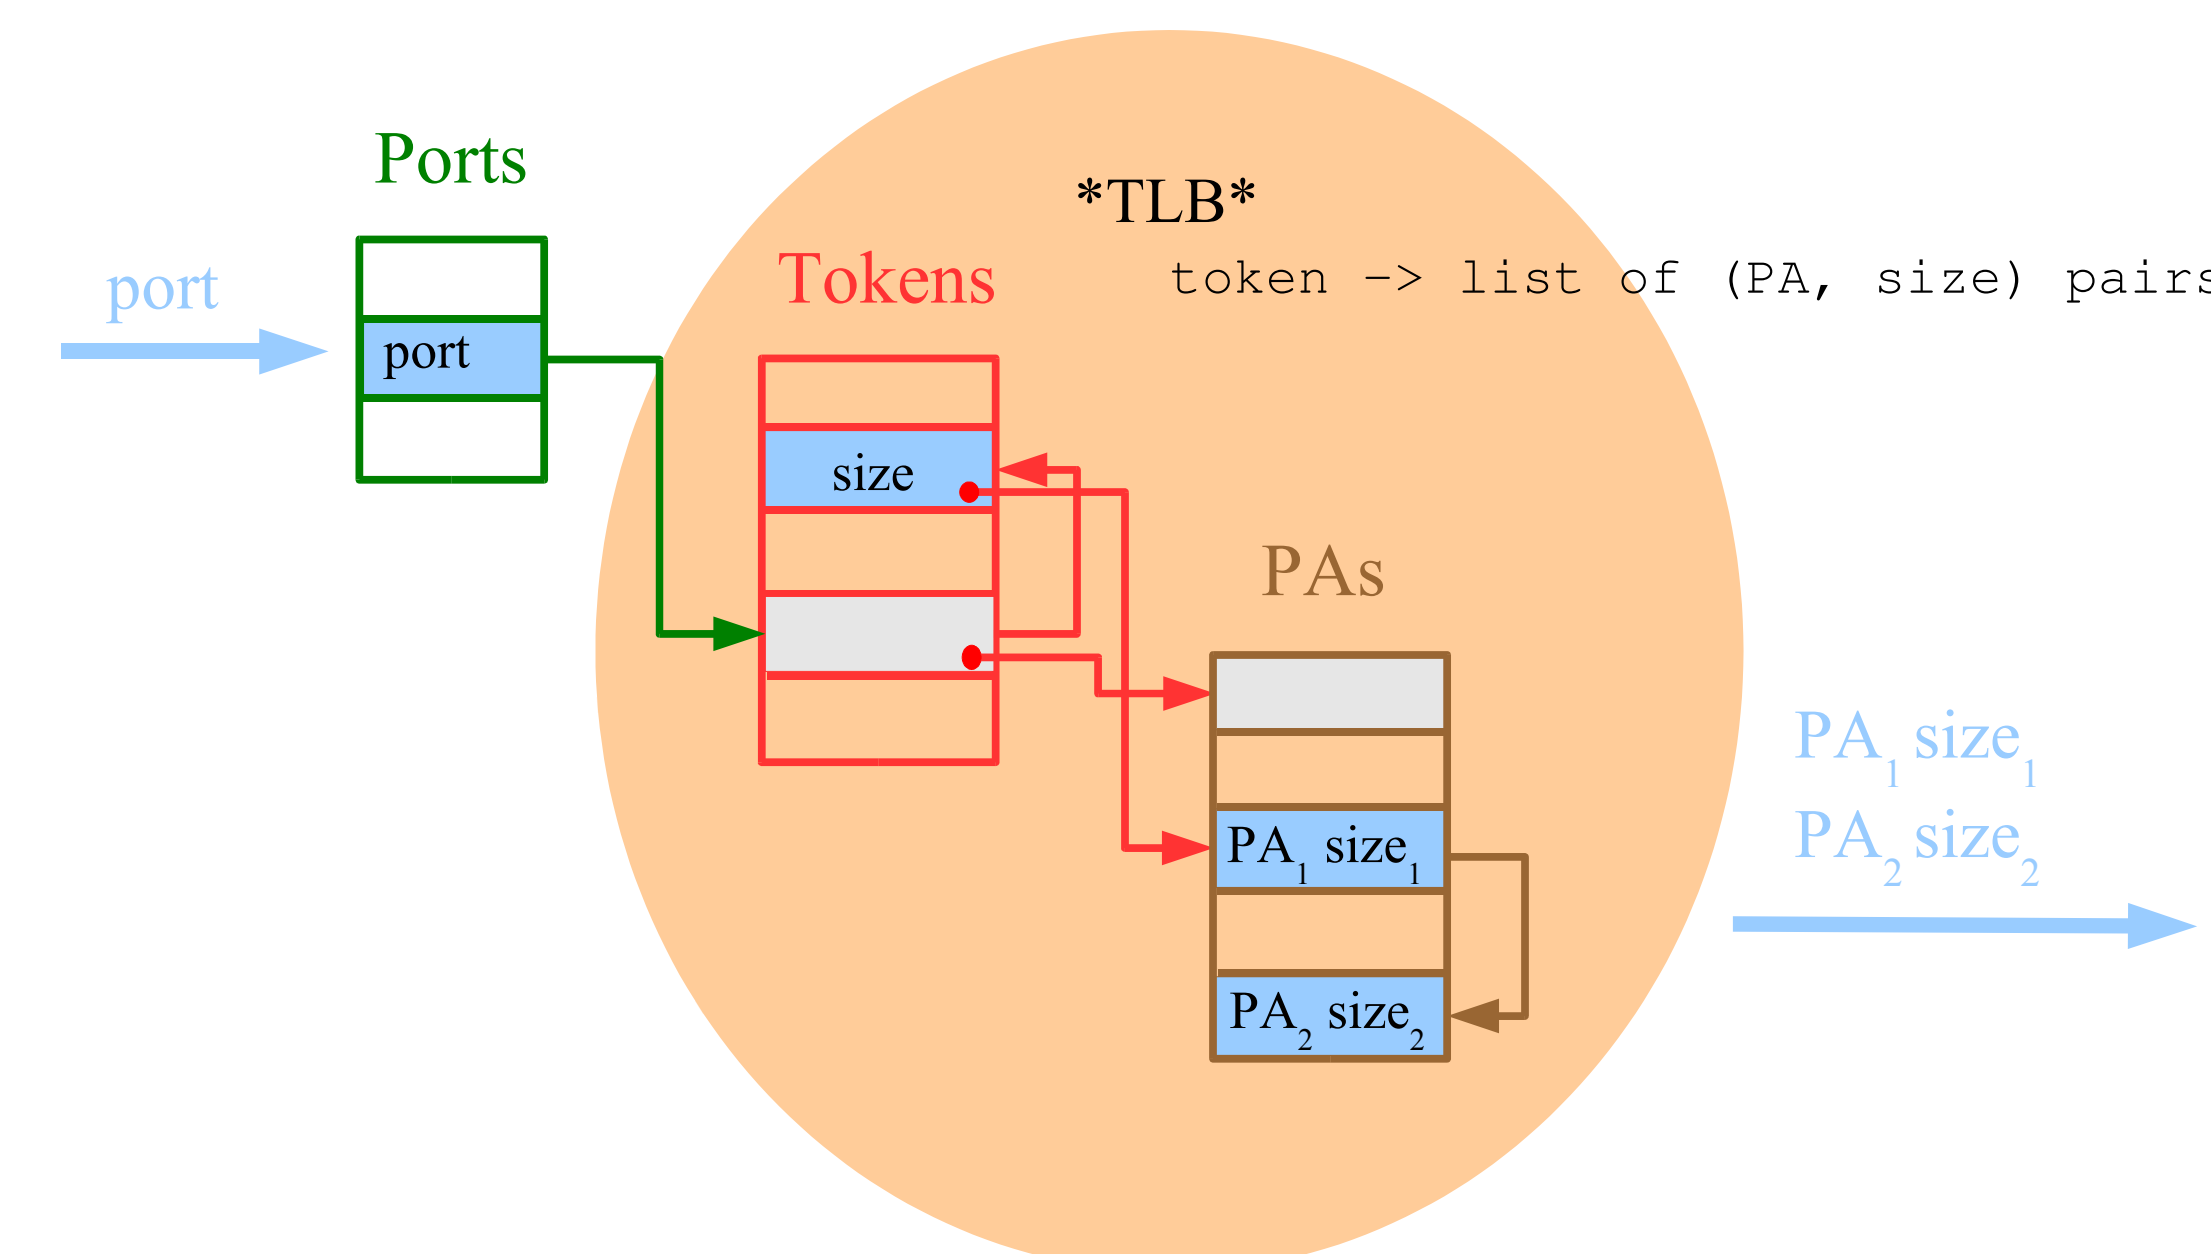 Ports
*TLB*
Tokens
token -> list of (PA, size) pairs
port
port
size
PAs
PA1 size1
PA2 size2
PA1 size1
PA2 size2